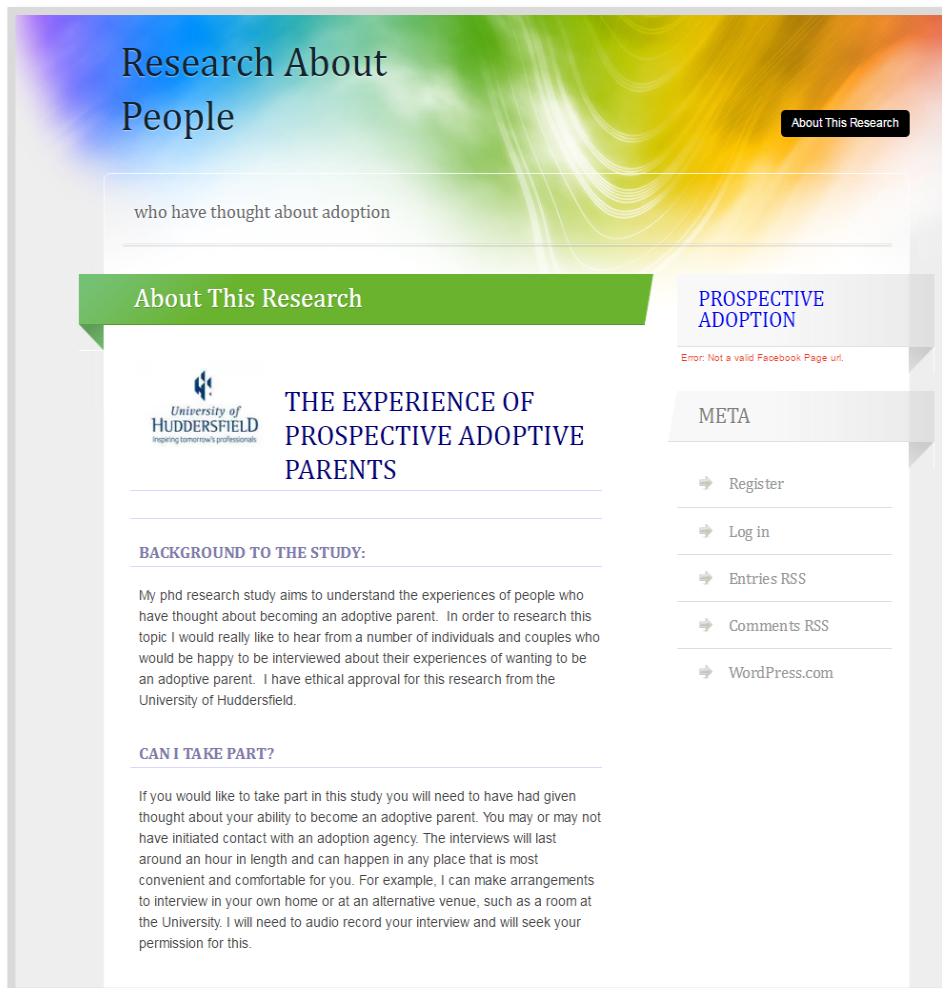 Research About
People
About This Research
who have thought about adoption
About This Research
University of
HUDDERSFIELD
Inspiring tomorrow's professionals
THE EXPERIENCE OF
PROSPECTIVE ADOPTIVE
PARENTS
BACKGROUND TO THE STUDY:
My phd research study aims to understand the experiences of people who
have thought about becoming an adoptive parent.  In order to research this
topic I would really like to hear from a number of individuals and couples who
would be happy to be interviewed about their experiences of wanting to be
an adoptive parent.  I have ethical approval for this research from the
University of Huddersfield.
CAN I TAKE PART?
If you would like to take part in this study you will need to have had given
thought about your ability to become an adoptive parent. You may or may not
have initiated contact with an adoption agency. The interviews will last
around an hour in length and can happen in any place that is most
convenient and comfortable for you. For example, I can make arrangements
to interview in your own home or at an alternative venue, such as a room at
the University. I will need to audio record your interview and will seek your
permission for this.
PROSPECTIVE
ADOPTION
Error: Not a valid Facebook Page url.
META
Register
Log in
Entries RSS
Comments RSS
WordPress.com